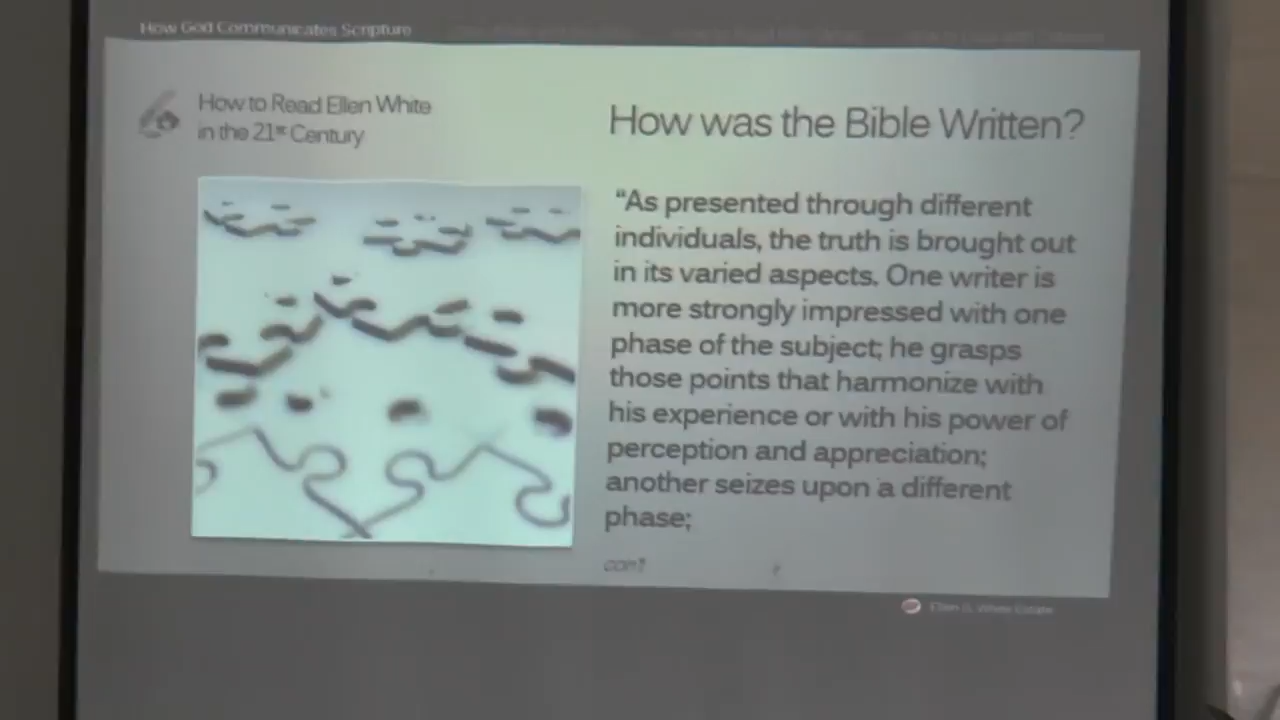 How God Communicates Scripture
How to Read Ellen White
in the 21st Century
How was the Bible Written?
“As presented through different
individuals, the truth is brought out
in its varied aspects. One writer is
more strongly impressed with one
phase of the subject; he grasps
those points that harmonize with
his experience or with his power of
perception and appreciation;
another seizes upon a different
phase;
con't
Ellen G. White Estate